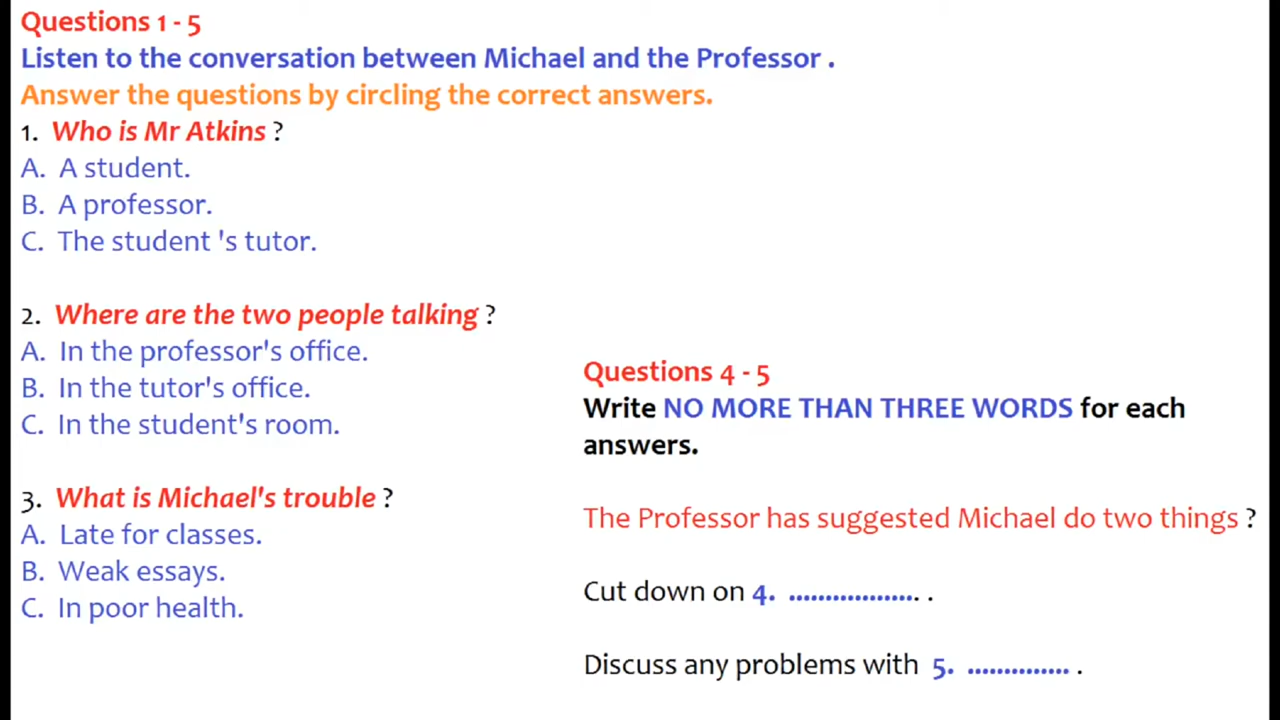 Questions 1 - 5
Listen to the conversation between Michael and the Professor .
Answer the questions by circling the correct answers.
1. Who is Mr Atkins ?
A. A student.
B. A professor.
C. The student 's tutor.
2. Where are the two people talking ?
A. In the professor's office.
B. In the tutor's office.
C. In the student's room.
3. What is Michael's trouble ?
A. Late for classes.
B. Weak essays.
C. In poor health.
Questions 4 - 5
Write NO MORE THAN THREE WORDS for each
answers.
The Professor has suggested Michael do two things ?
Cut down on 4. .................. .
Discuss any problems with 5. .............. .